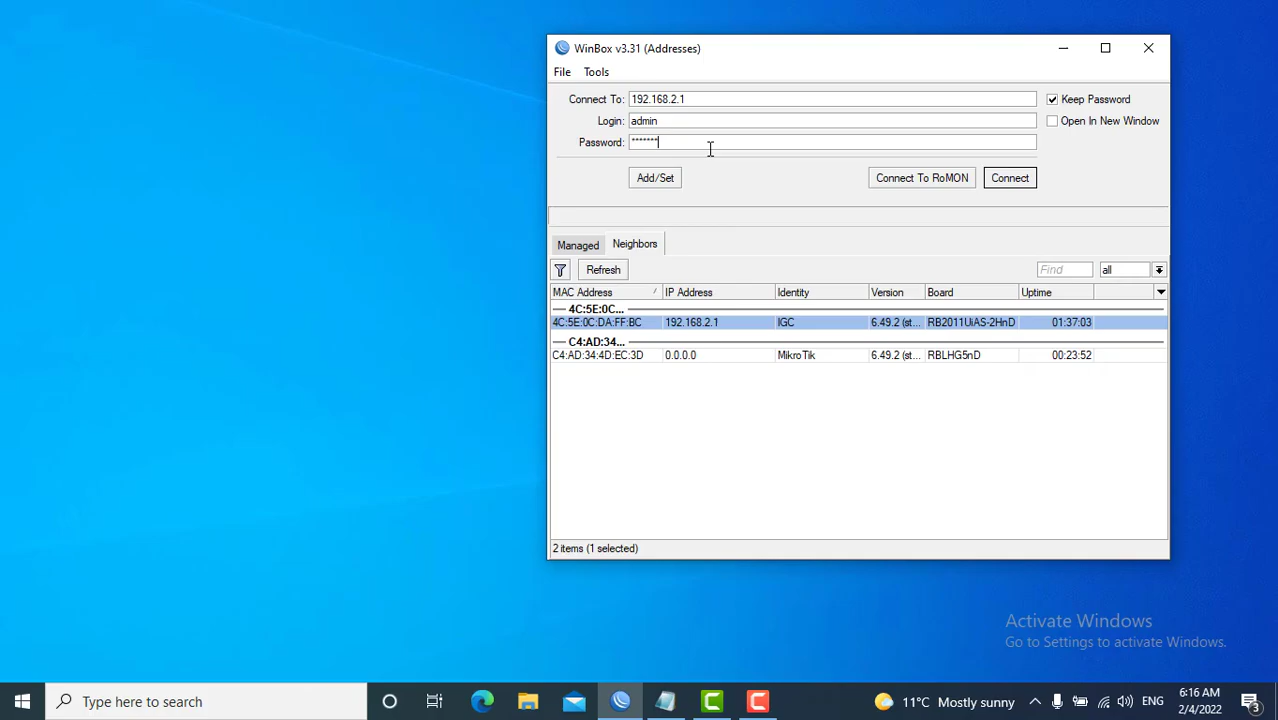 WinBox v3.31 (Addresses)
File Tools
Connect To: 192.168.2.1
Keep Password
Login: admin
Open In New Window
Password: *******
Add/Set
Connect To RoMON
Connect
Managed
Neighbors
Refresh
Find
all
MAC Address / IP Address Identity Version Board Uptime
4C:5E:0C...
4C:5E:0C:DA:FF:BC 192.168.2.1 IGC 6.49.2 (st... RB2011UiAS-2HnD 01:37:03
C4:AD:34...
C4:AD:34:4D:EC:3D 0.0.0.0 MikroTik 6.49.2 (st... RBLHG5nD 00:23:52
2 items (1 selected)
Activate Windows
Go to Settings to activate Windows.
Type here to search
11°C Mostly sunny
ENG
6:16 AM
2/4/2022
3